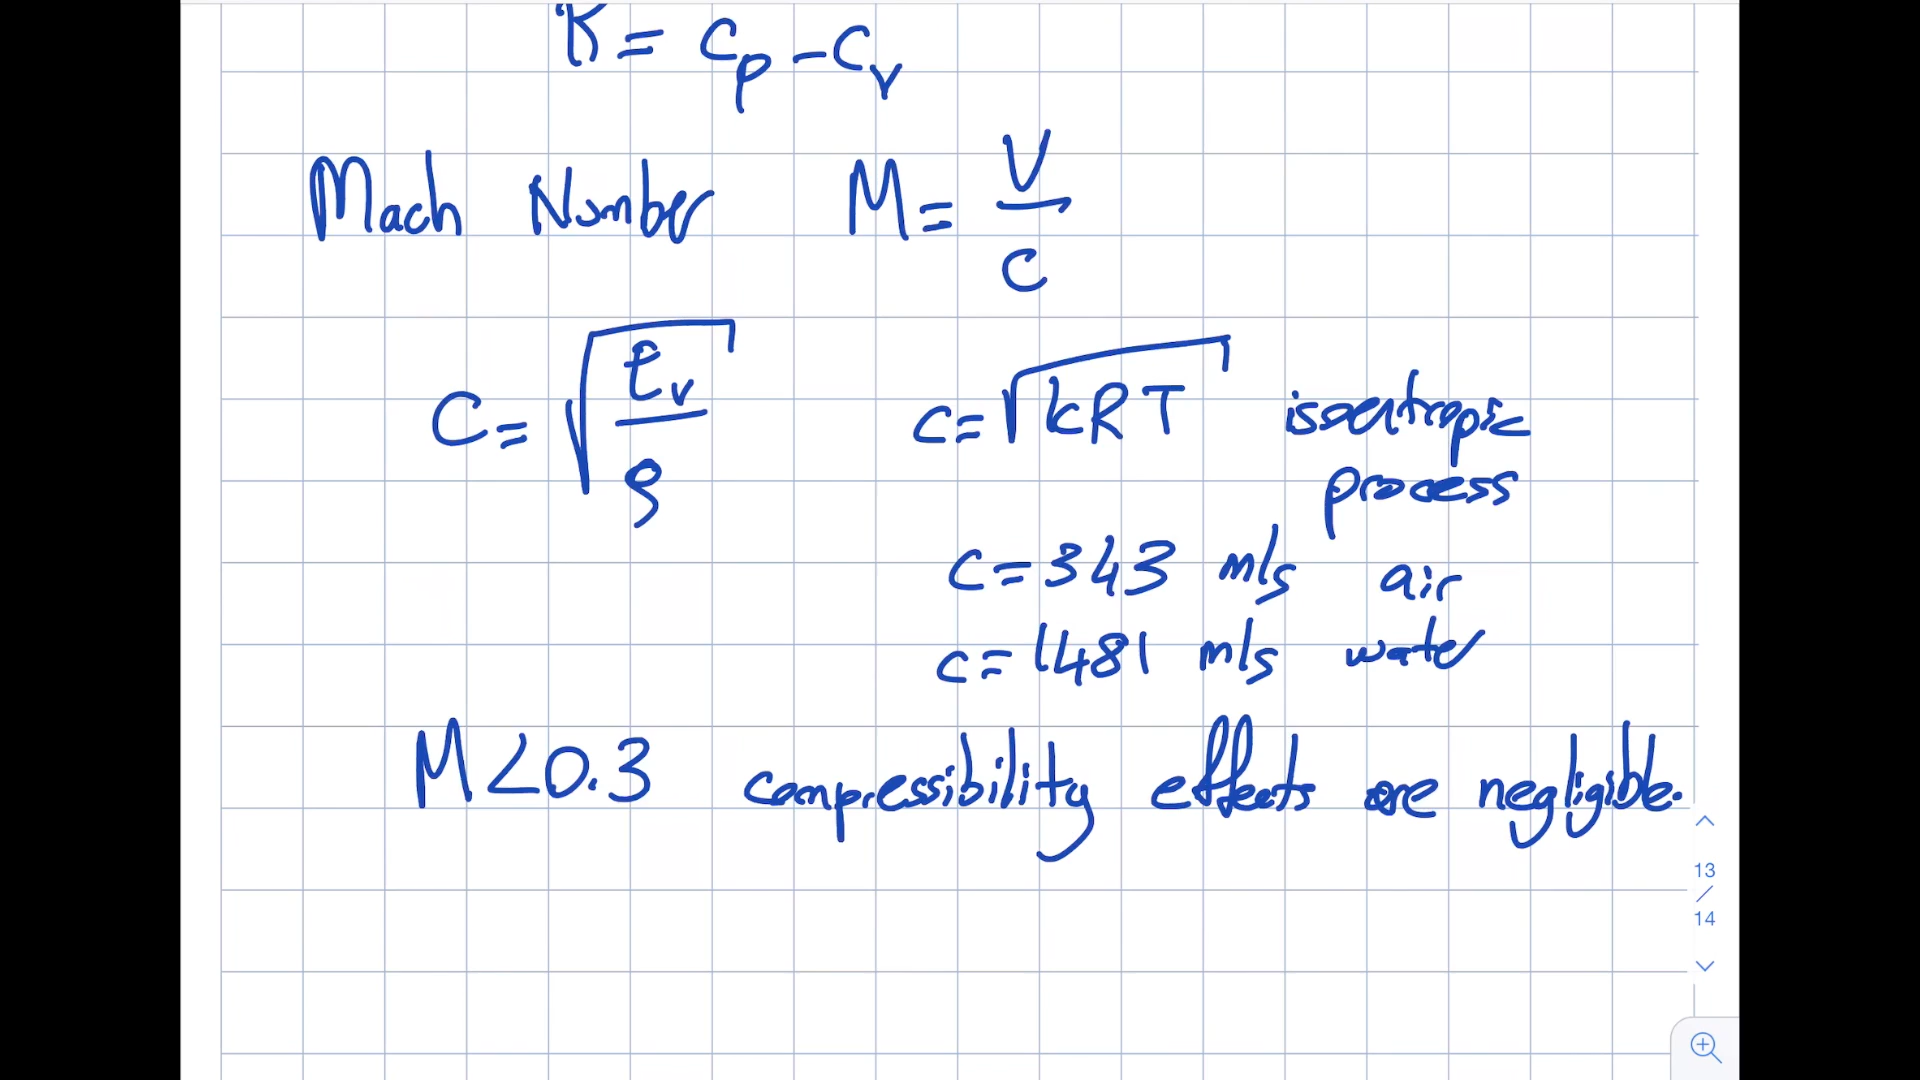 R = Cp - Cv
Mach Number M = V/C
C = √(Ev/ρ) c = √kRT isoentropic
process
C = 343 m/s air
c = 1481 m/s water
M < 0.3 compressibility effects are negligible.
13
/
14